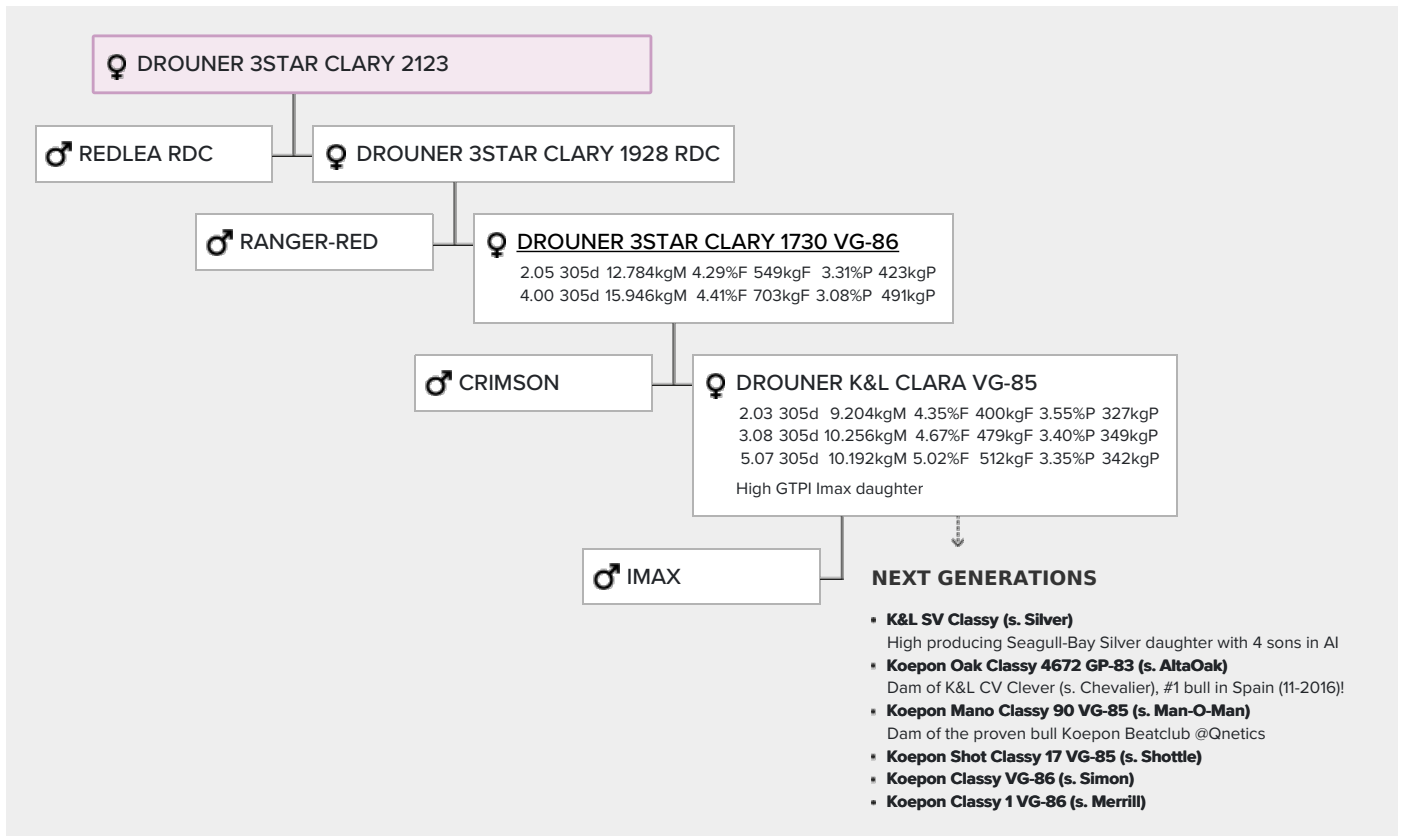 DROUNER 3STAR CLARY 2123
REDLEA RDC
DROUNER 3STAR CLARY 1928 RDC
RANGER-RED
DROUNER 3STAR CLARY 1730 VG-86
2.05 305d 12.784kgM 4.29%F 549kgF 3.31%P 423kgP
4.00 305d 15.946kgM 4.41%F 703kgF 3.08%P 491kgP
CRIMSON
DROUNER K&L CLARA VG-85
2.03 305d 9.204kgM 4.35%F 400kgF 3.55%P 327kgP
3.08 305d 10.256kgM 4.67%F 479kgF 3.40%P 349kgP
5.07 305d 10.192kgM 5.02%F 512kgF 3.35%P 342kgP
High GTPI Imax daughter
IMAX
NEXT GENERATIONS
▪ K&L SV Classy (s. Silver)
High producing Seagull-Bay Silver daughter with 4 sons in AI
▪ Koepon Oak Classy 4672 GP-83 (s. AltaOak)
Dam of K&L CV Clever (s. Chevalier), #1 bull in Spain (11-2016)!
▪ Koepon Mano Classy 90 VG-85 (s. Man-O-Man)
Dam of the proven bull Koepon Beatclub @Qnetics
▪ Koepon Shot Classy 17 VG-85 (s. Shottle)
▪ Koepon Classy VG-86 (s. Simon)
▪ Koepon Classy 1 VG-86 (s. Merrill)